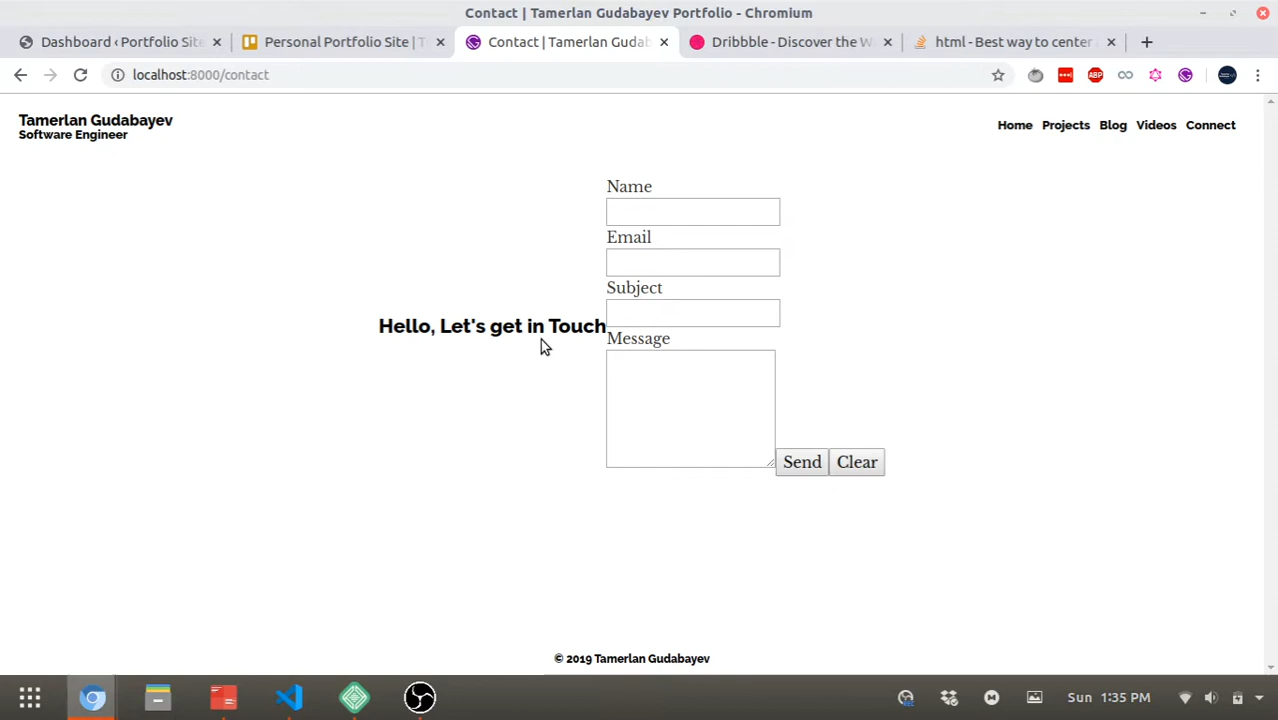 Contact | Tamerlan Gudabayev Portfolio - Chromium
Dashboard ‹ Portfolio Site
Personal Portfolio Site | T
Contact | Tamerlan Gudab
Dribbble - Discover the W
html - Best way to center a
localhost:8000/contact
ABP
Tamerlan Gudabayev
Software Engineer
Home Projects Blog Videos Connect
Name
Email
Subject
Hello, Let's get in Touch
Message
Send Clear
© 2019 Tamerlan Gudabayev
Sun 1:35 PM